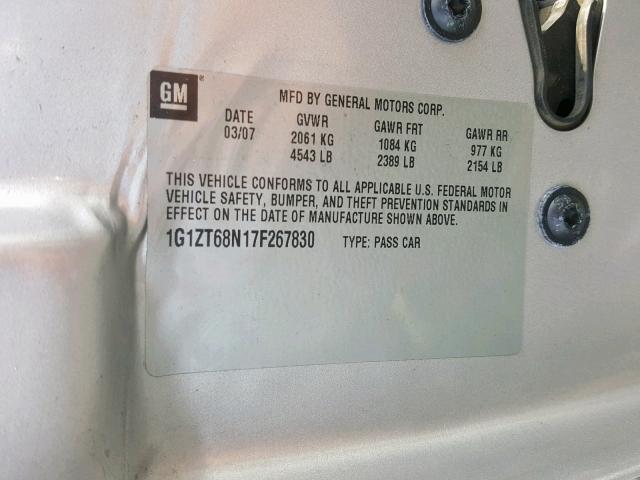 GM ®
MFD BY GENERAL MOTORS CORP.
DATE GVWR GAWR FRT GAWR RR
03/07 2061 KG 1084 KG 977 KG
4543 LB 2389 LB 2154 LB
THIS VEHICLE CONFORMS TO ALL APPLICABLE U.S. FEDERAL MOTOR
VEHICLE SAFETY, BUMPER, AND THEFT PREVENTION STANDARDS IN
EFFECT ON THE DATE OF MANUFACTURE SHOWN ABOVE.
1G1ZT68N17F267830 TYPE: PASS CAR